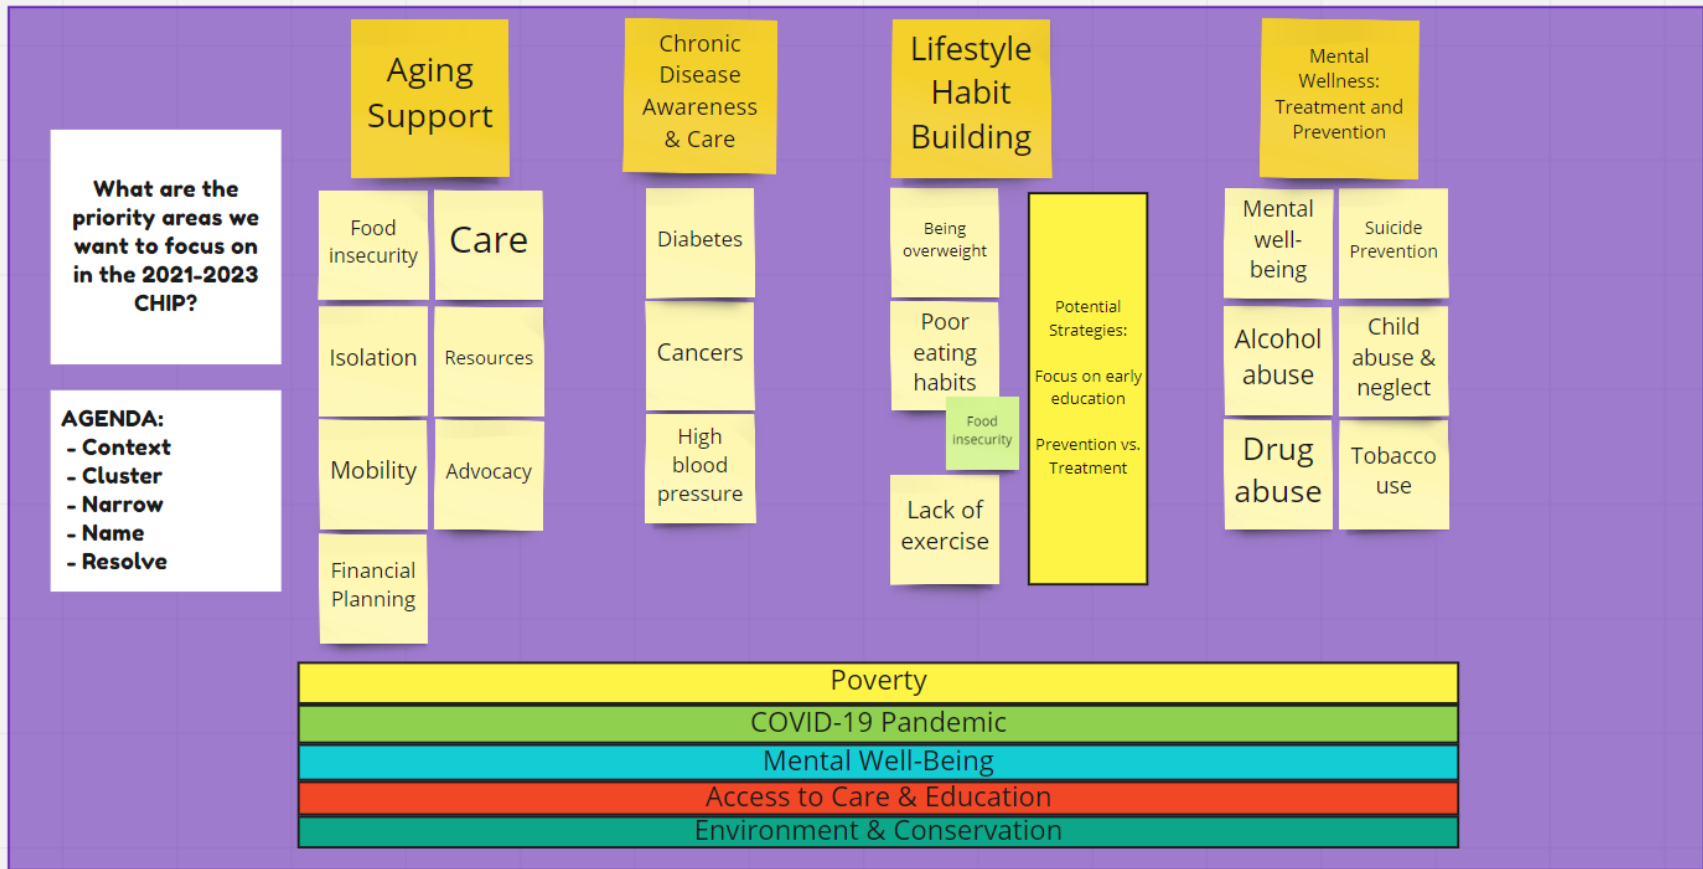 What are the
priority areas we
want to focus on
in the 2021-2023
CHIP?
AGENDA:
- Context
- Cluster
- Narrow
- Name
- Resolve
Aging
Support
Food
insecurity
Care
Isolation
Resources
Mobility
Advocacy
Financial
Planning
Chronic
Disease
Awareness
& Care
Diabetes
Cancers
High
blood
pressure
Lifestyle
Habit
Building
Being
overweight
Poor
eating
habits
Food
insecurity
Lack of
exercise
Potential
Strategies:
Focus on early
education
Prevention vs.
Treatment
Mental
Wellness:
Treatment and
Prevention
Mental
well-
being
Suicide
Prevention
Alcohol
abuse
Child
abuse &
neglect
Drug
abuse
Tobacco
use
Poverty
COVID-19 Pandemic
Mental Well-Being
Access to Care & Education
Environment & Conservation